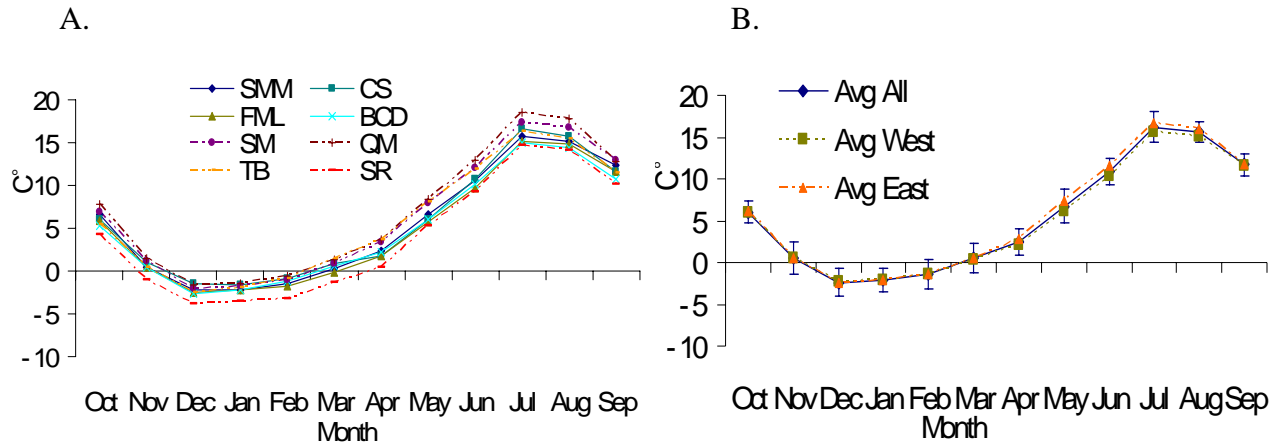 A.
SMM CS
FML BCD
SM QM
TB SR
20
15
10
5
0
-5
-10
C°
Oct Nov Dec Jan Feb Mar Apr May Jun Jul Aug Sep
Month
B.
Avg All
Avg West
Avg East
20
15
10
5
0
-5
-10
C°
Oct Nov Dec Jan Feb Mar Apr May Jun Jul Aug Sep
Month